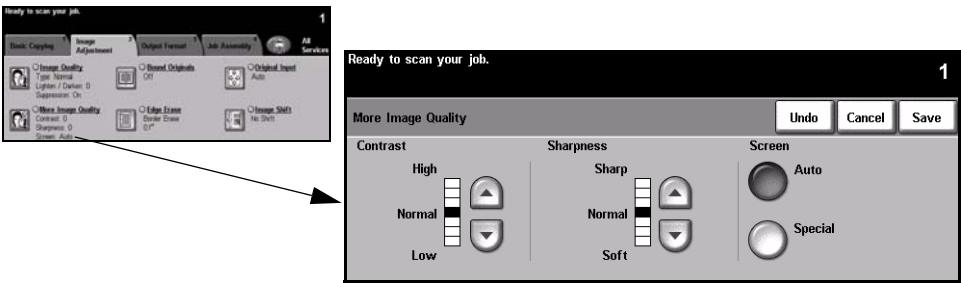 Ready to scan your job.
1
Basic Copying
Image Adjustment
Output Format
Job Assembly
All Services
Image Quality
Type: Normal
Lighten / Darken: 0
Suppression: On
Bound Originals
Off
Original Input
Auto
More Image Quality
Contrast: 0
Sharpness: 0
Screen: Auto
Edge Erase
Border Erase
0.1"
Image Shift
No Shift
Ready to scan your job.
1
More Image Quality
Undo
Cancel
Save
Contrast
Sharpness
Screen
High
Normal
Low
Sharp
Normal
Soft
Auto
Special